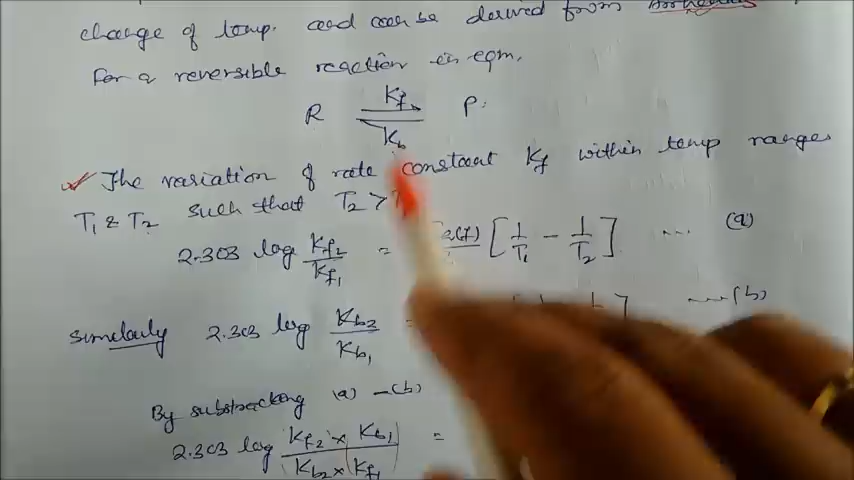 change of temp. and can be derived from
For a reversible reaction in eqm.
R Kf Kb P.
The variation of rate constant Kf within temp ranges
T1 & T2 such that T2 >
2.303 log Kf2/Kf1 = [1/T1 - 1/T2] ... (a)
similarly 2.303 log Kb2/Kb1 = ....(b)
By substracting (a) - (b)
2.303 log (Kf2 x Kb1 / Kb2 x Kf1) =